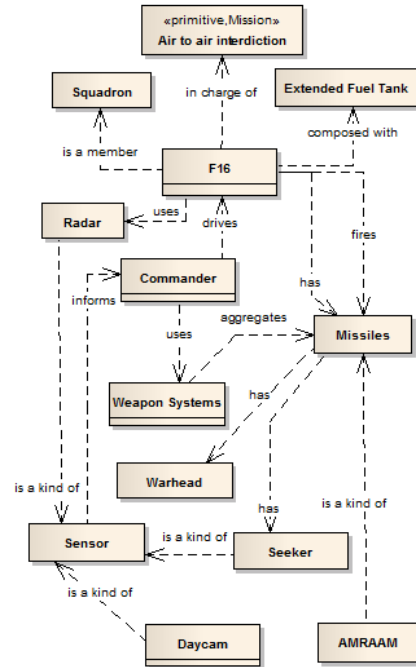 «primitive,Mission»
Air to air interdiction
Squadron
in charge of
Extended Fuel Tank
is a member
composed with
F16
Radar
uses
drives
fires
has
informs
Commander
uses
aggregates
Missiles
Weapon Systems
has
Warhead
is a kind of
has
is a kind of
Sensor
is a kind of
Seeker
is a kind of
Daycam
AMRAAM